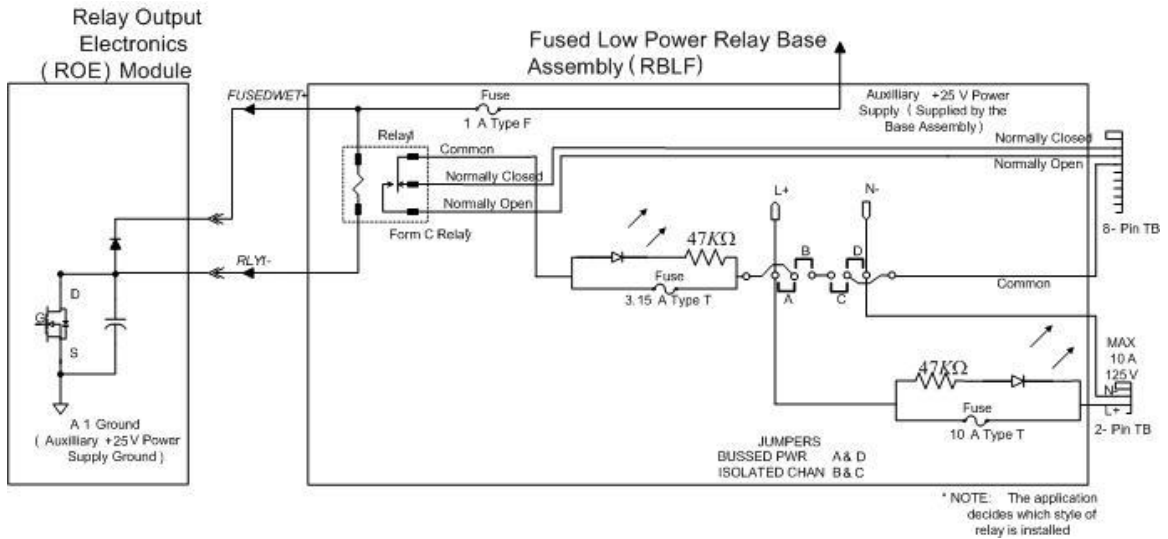 Relay Output
Electronics
( ROE ) Module
Fused Low Power Relay Base
Assembly ( RBLF)
FUSEDWET+
Fuse
1 A Type F
Auxilliary +25 V Power
Supply ( Supplied by the
Base Assembly )
Relay1
Common
Normally Closed
Normally Open
Form C Relay
Normally Closed
Normally Open
8- Pin TB
RLY1-
L+
N-
47KΩ
Fuse
3.15 A Type T
B
D
A
C
Common
D
G
S
A 1 Ground
( Auxilliary +25 V Power
Supply Ground )
47KΩ
Fuse
10 A Type T
MAX
10 A
125 V
N-
L+
2- Pin TB
JUMPERS
BUSSED PWR A & D
ISOLATED CHAN B & C
* NOTE: The application
decides which style of
relay is installed